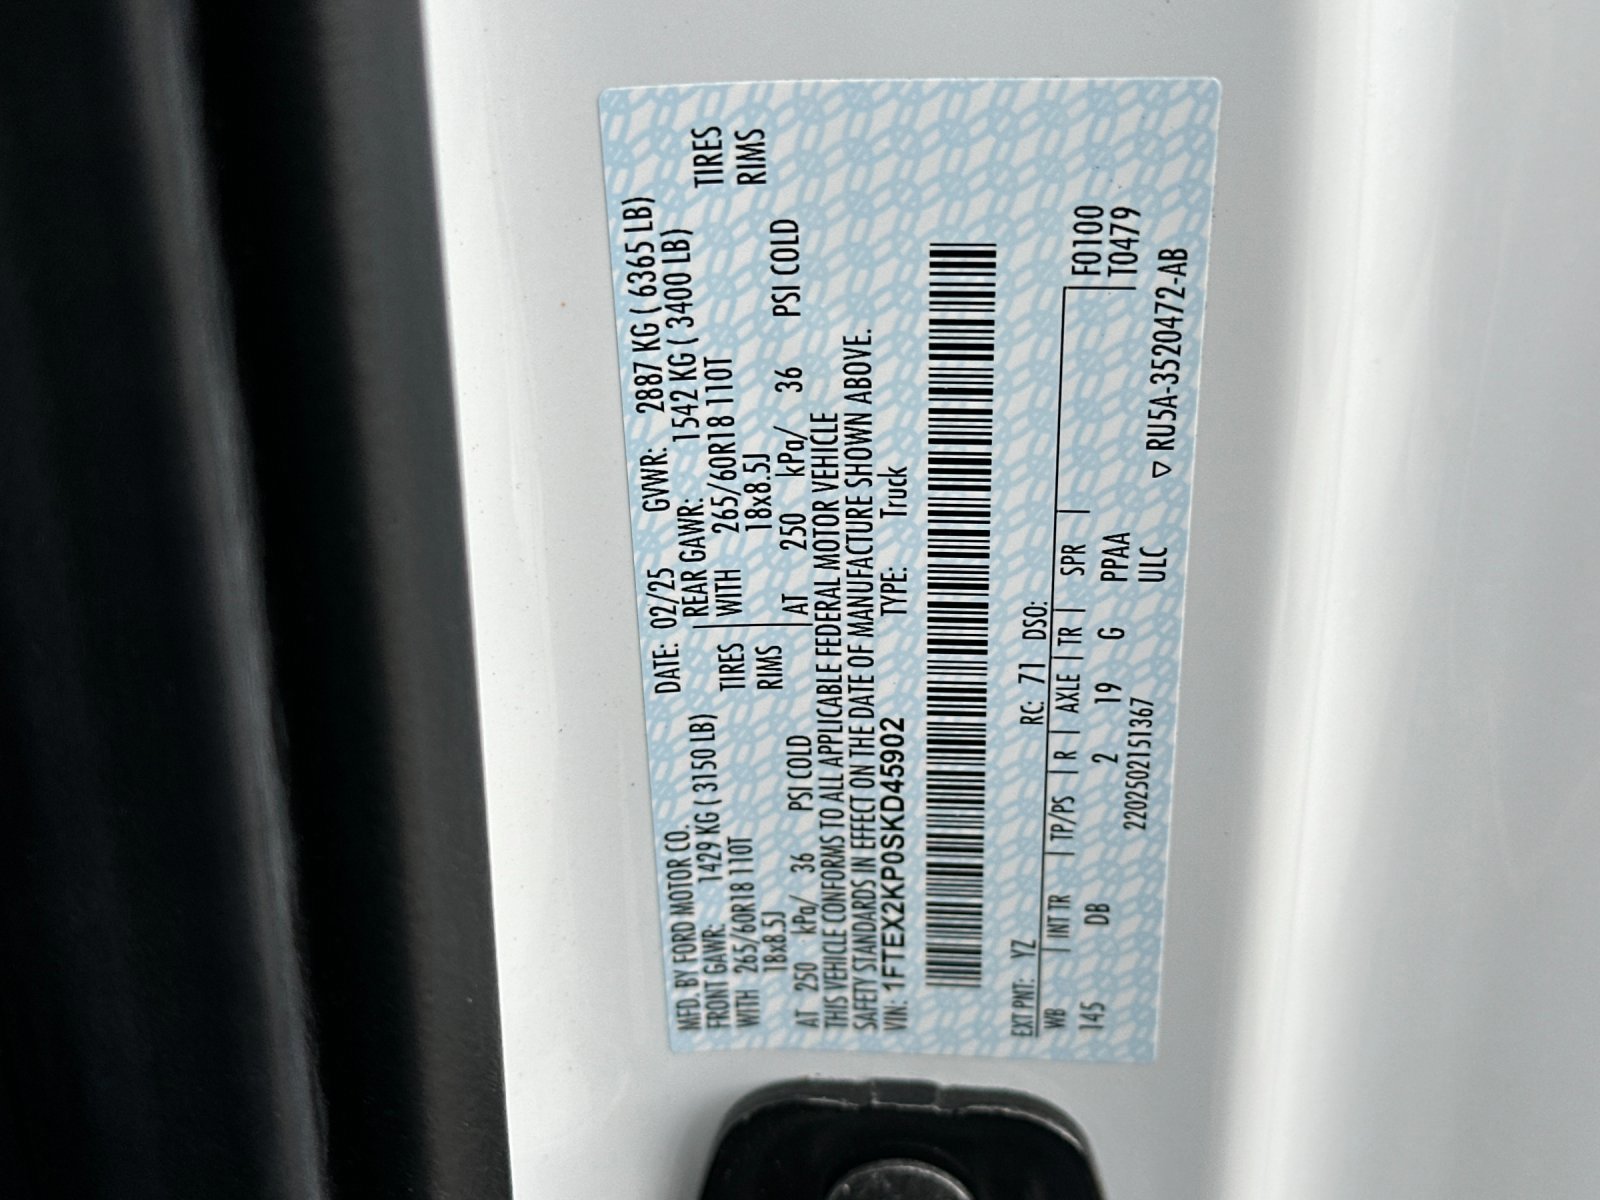 MFD. BY FORD MOTOR CO. DATE: 02/25 GVWR: 2887 KG ( 6365 LB)
FRONT GAWR: 1429 KG ( 3150 LB) REAR GAWR: 1542 KG ( 3400 LB)
WITH 265/60R18 110T TIRES WITH 265/60R18 110T TIRES
18x8.5J RIMS 18x8.5J RIMS
AT 250 kPa/ 36 PSI COLD AT 250 kPa/ 36 PSI COLD
THIS VEHICLE CONFORMS TO ALL APPLICABLE FEDERAL MOTOR VEHICLE
SAFETY STANDARDS IN EFFECT ON THE DATE OF MANUFACTURE SHOWN ABOVE.
VIN: 1FTEX2KP0SKD45902 TYPE: Truck
EXT PNT: YZ RC: 71 DSO:
WB | INT TR | TP/PS | R | AXLE | TR | SPR | F0100
145 DB 2 19 G PPAA T0479
2202502151367 ULC ▽ RU5A-3520472-AB